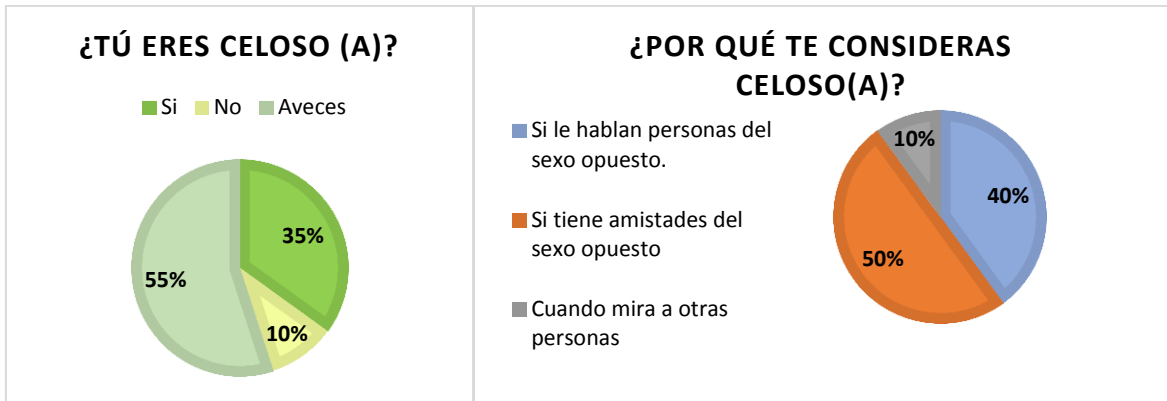 ¿TÚ ERES CELOSO (A)?
Si No Aveces
35%
10%
55%
¿POR QUÉ TE CONSIDERAS
CELOSO(A)?
Si le hablan personas del
sexo opuesto.
Si tiene amistades del
sexo opuesto
Cuando mira a otras
personas
10%
40%
50%